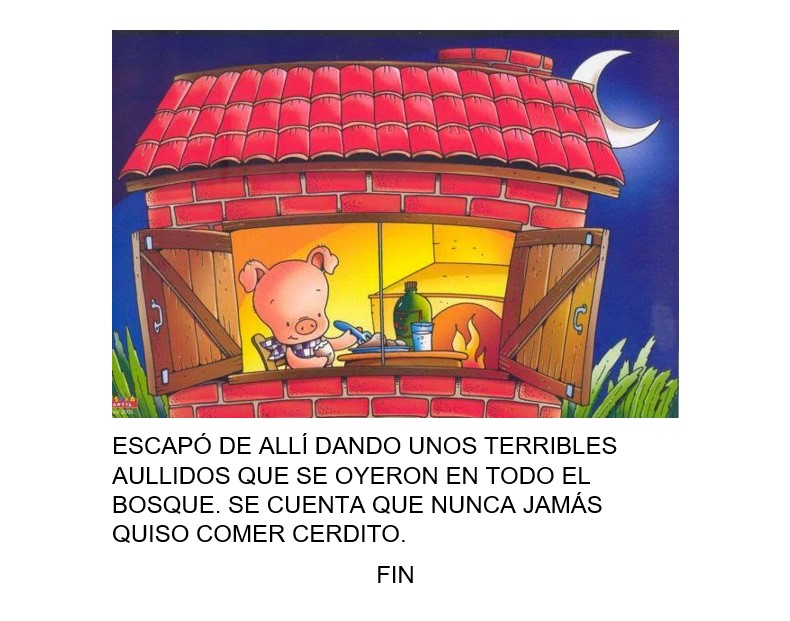 ESCAPÓ DE ALLÍ DANDO UNOS TERRIBLES
AULLIDOS QUE SE OYERON EN TODO EL
BOSQUE. SE CUENTA QUE NUNCA JAMÁS
QUISO COMER CERDITO.
FIN